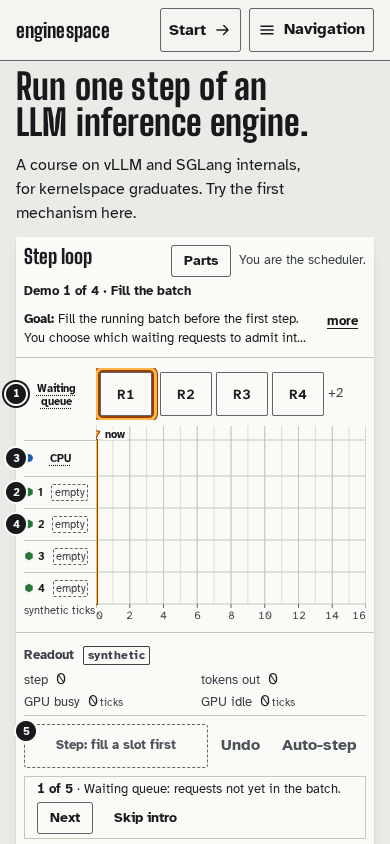 enginespace
Start →
≡ Navigation
Run one step of an
LLM inference engine.
A course on vLLM and SGLang internals,
for kernelspace graduates. Try the first
mechanism here.
Step loop
Parts
You are the scheduler.
Demo 1 of 4 · Fill the batch
Goal: Fill the running batch before the first step.
You choose which waiting requests to admit int...
more
1
Waiting
queue
R1
R2
R3
R4
+2
now
3
CPU
2
1
empty
4
2
empty
3
empty
4
empty
synthetic ticks
0 2 4 6 8 10 12 14 16
Readout synthetic
step 0
tokens out 0
GPU busy 0 ticks
GPU idle 0 ticks
5
Step: fill a slot first
Undo
Auto-step
1 of 5 · Waiting queue: requests not yet in the batch.
Next
Skip intro